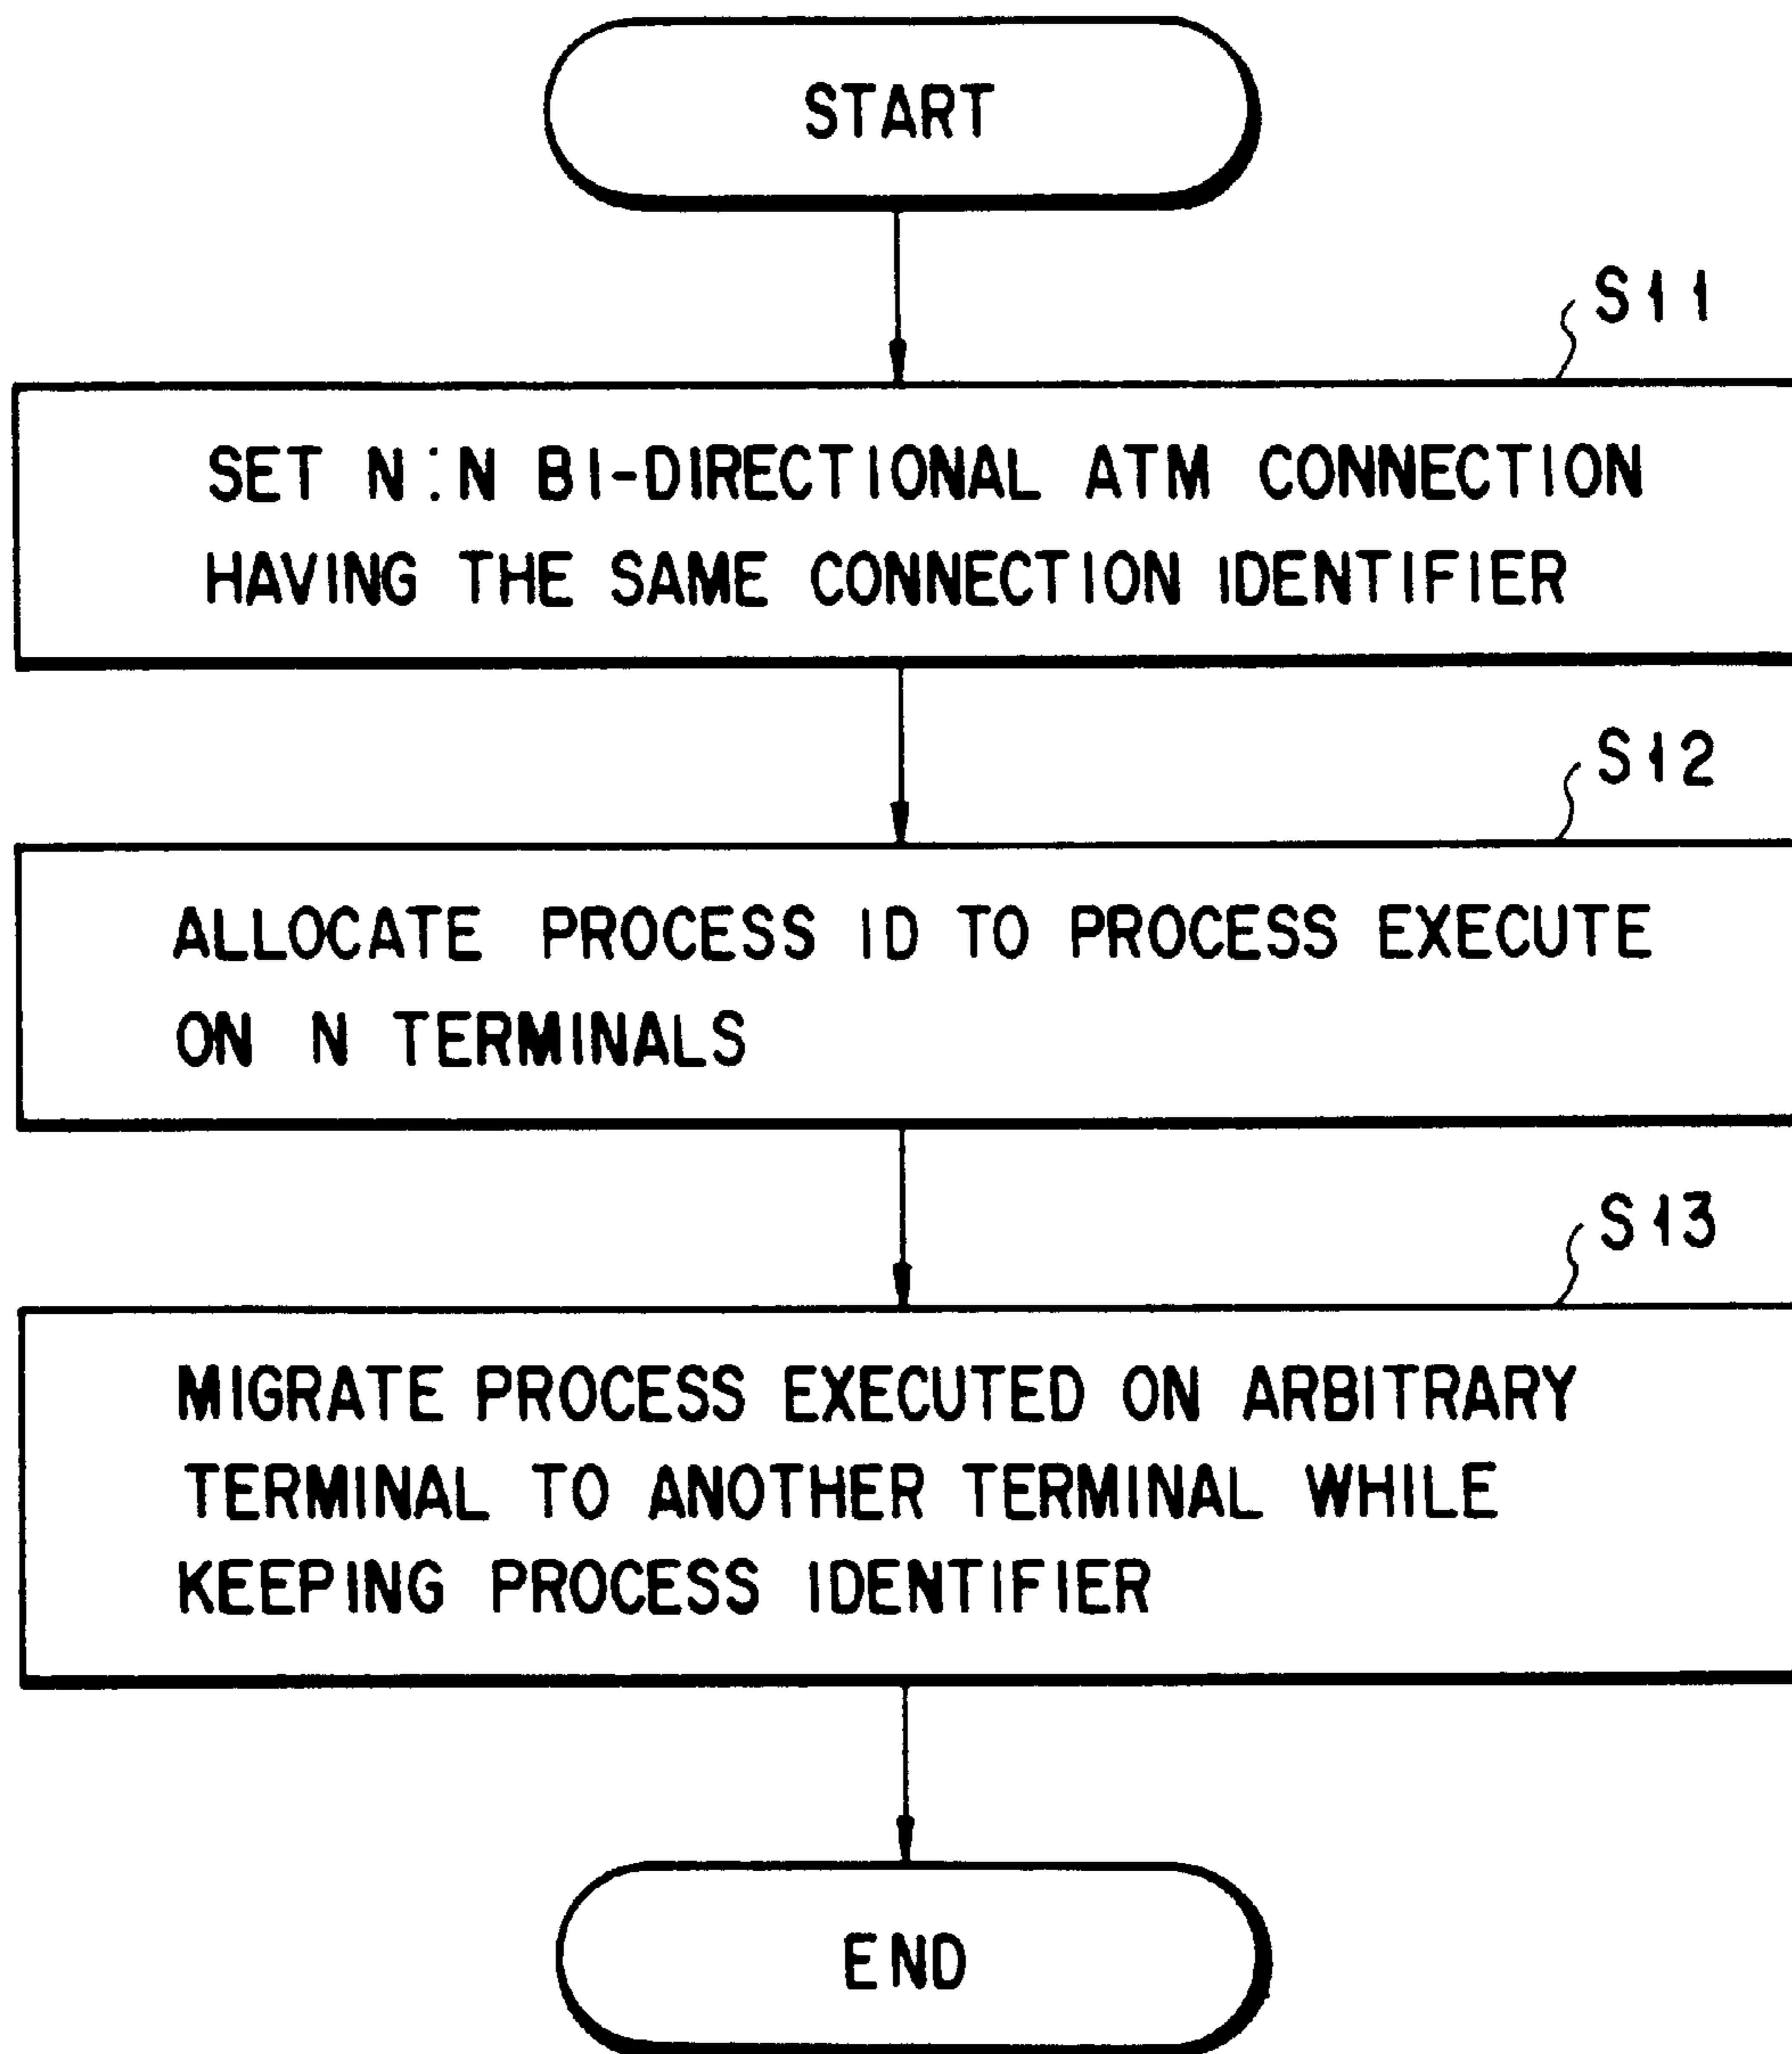 START
S11
SET N:N BI-DIRECTIONAL ATM CONNECTION
HAVING THE SAME CONNECTION IDENTIFIER
S12
ALLOCATE PROCESS ID TO PROCESS EXECUTE
ON N TERMINALS
S13
MIGRATE PROCESS EXECUTED ON ARBITRARY
TERMINAL TO ANOTHER TERMINAL WHILE
KEEPING PROCESS IDENTIFIER
END